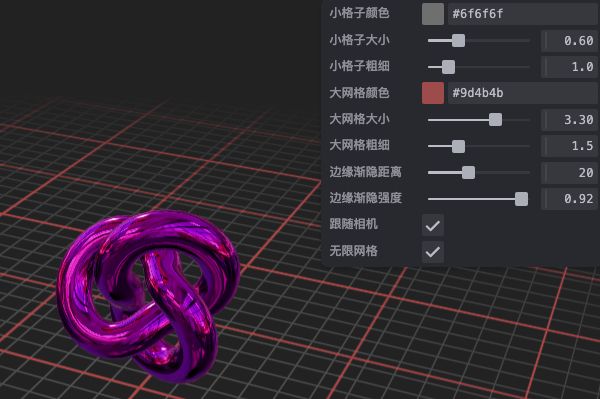 小格子颜色 #6f6f6f
小格子大小 0.60
小格子粗细 1.0
大网格颜色 #9d4b4b
大网格大小 3.30
大网格粗细 1.5
边缘渐隐距离 20
边缘渐隐强度 0.92
跟随相机
无限网格